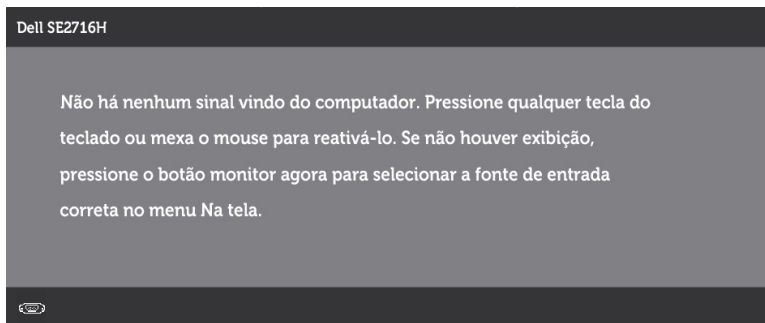 Dell SE2716H
Não há nenhum sinal vindo do computador. Pressione qualquer tecla do
teclado ou mexa o mouse para reativá-lo. Se não houver exibição,
pressione o botão monitor agora para selecionar a fonte de entrada
correta no menu Na tela.